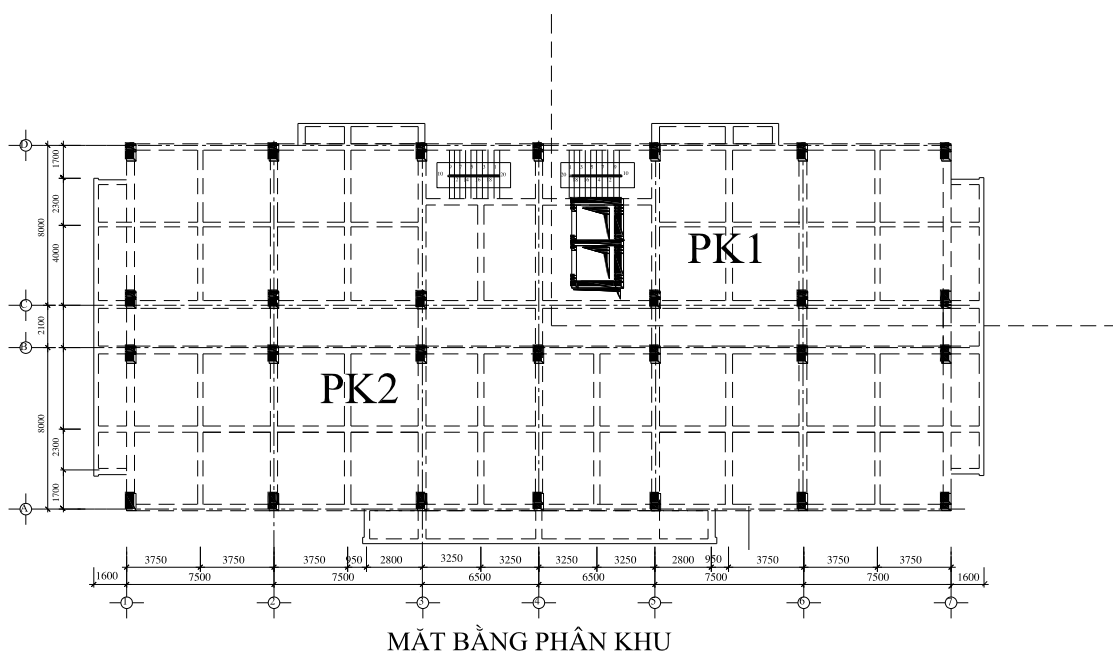 D
1700
2300
8000
4000
PK1
C
2100
B
PK2
8000
2300
1700
A
3750 3750 3750 950 2800 3250 3250 3250 3250 2800 950 3750 3750 3750
1600 7500 7500 6500 6500 7500 7500 1600
1 2 3 4 5 6 7
MẶT BẰNG PHÂN KHU